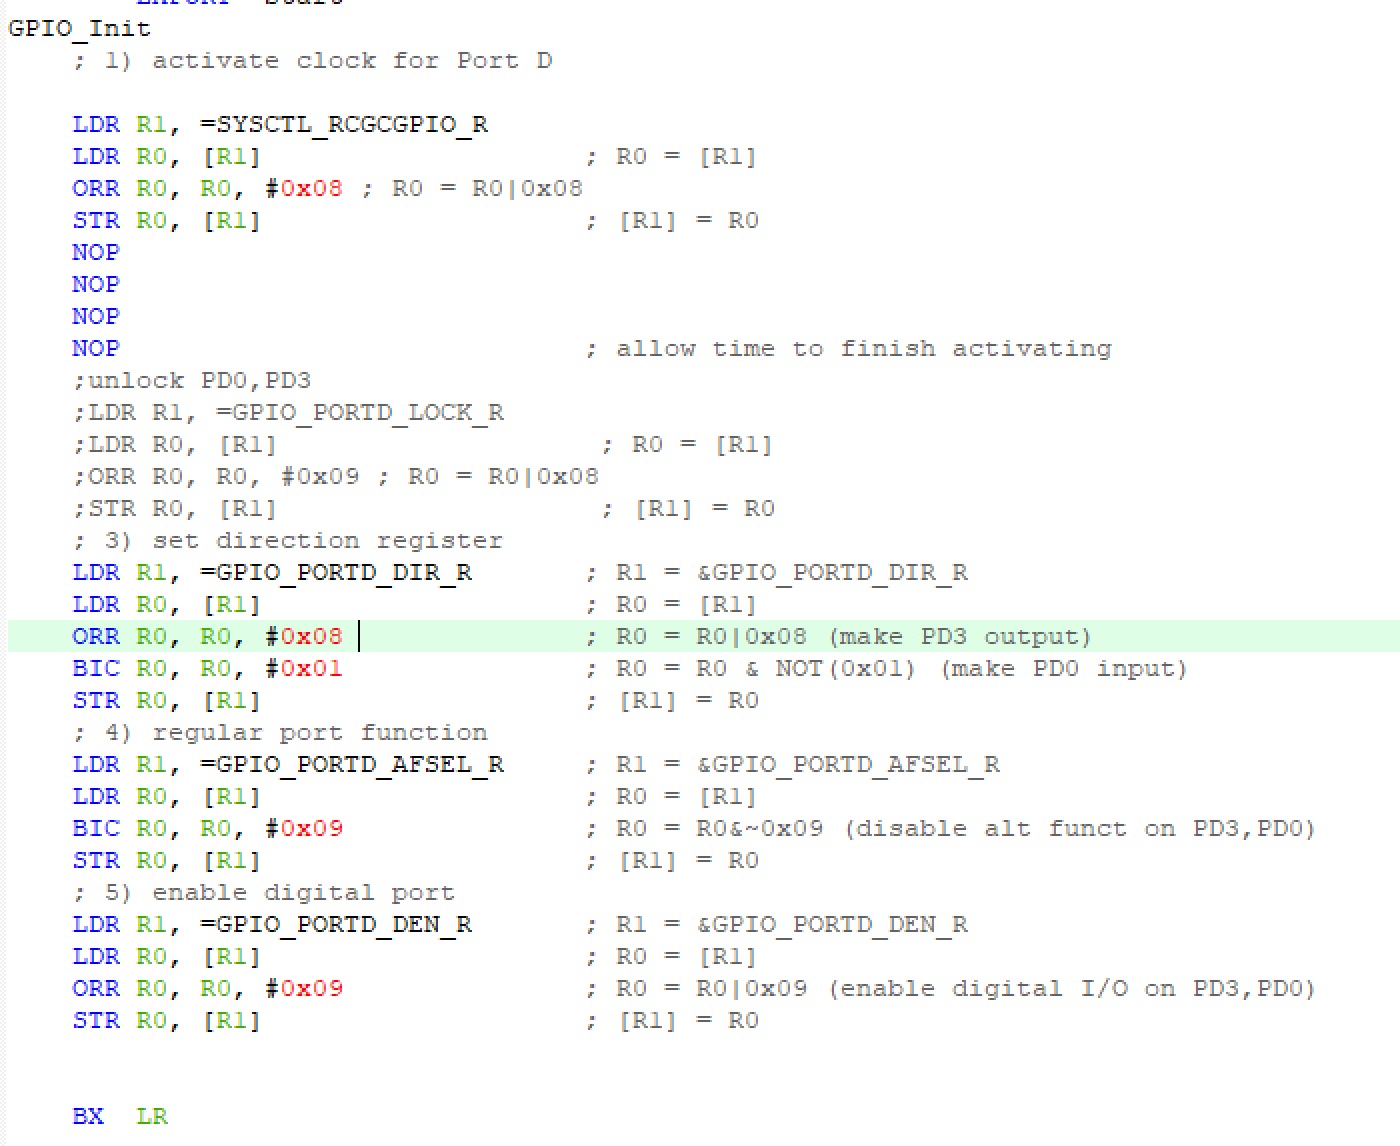 GPIO_Init
; 1) activate clock for Port D
LDR R1, =SYSCTL_RCGCGPIO_R
LDR R0, [R1] ; R0 = [R1]
ORR R0, R0, #0x08 ; R0 = R0|0x08
STR R0, [R1] ; [R1] = R0
NOP
NOP
NOP
NOP ; allow time to finish activating
;unlock PD0,PD3
;LDR R1, =GPIO_PORTD_LOCK_R
;LDR R0, [R1] ; R0 = [R1]
;ORR R0, R0, #0x09 ; R0 = R0|0x08
;STR R0, [R1] ; [R1] = R0
; 3) set direction register
LDR R1, =GPIO_PORTD_DIR_R ; R1 = &GPIO_PORTD_DIR_R
LDR R0, [R1] ; R0 = [R1]
ORR R0, R0, #0x08 ; R0 = R0|0x08 (make PD3 output)
BIC R0, R0, #0x01 ; R0 = R0 & NOT(0x01) (make PD0 input)
STR R0, [R1] ; [R1] = R0
; 4) regular port function
LDR R1, =GPIO_PORTD_AFSEL_R ; R1 = &GPIO_PORTD_AFSEL_R
LDR R0, [R1] ; R0 = [R1]
BIC R0, R0, #0x09 ; R0 = R0&~0x09 (disable alt funct on PD3,PD0)
STR R0, [R1] ; [R1] = R0
; 5) enable digital port
LDR R1, =GPIO_PORTD_DEN_R ; R1 = &GPIO_PORTD_DEN_R
LDR R0, [R1] ; R0 = [R1]
ORR R0, R0, #0x09 ; R0 = R0|0x09 (enable digital I/O on PD3,PD0)
STR R0, [R1] ; [R1] = R0
BX LR